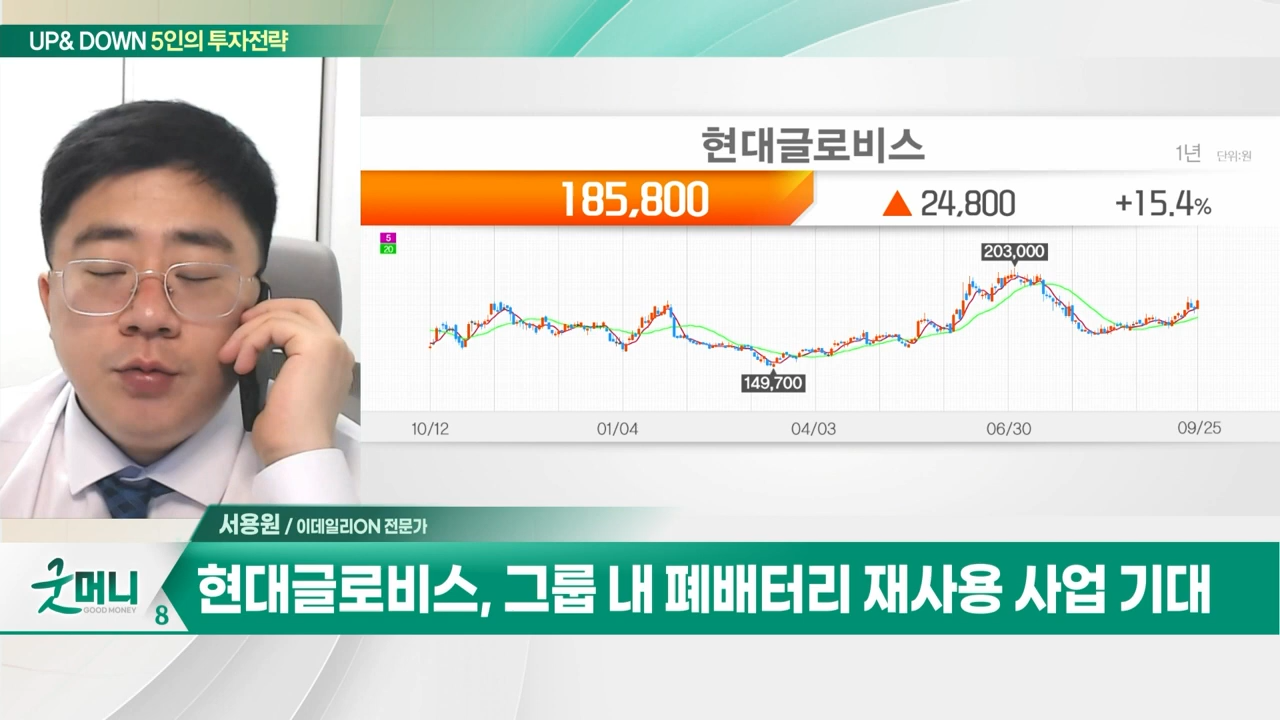 UP& DOWN 5인의 투자전략
현대글로비스
1년 단위:원
185,800 ▲ 24,800 +15.4%
5
20
203,000
149,700
10/12 01/04 04/03 06/30 09/25
서용원 / 이데일리ON 전문가
굿머니
GOOD MONEY
8
현대글로비스, 그룹 내 폐배터리 재사용 사업 기대